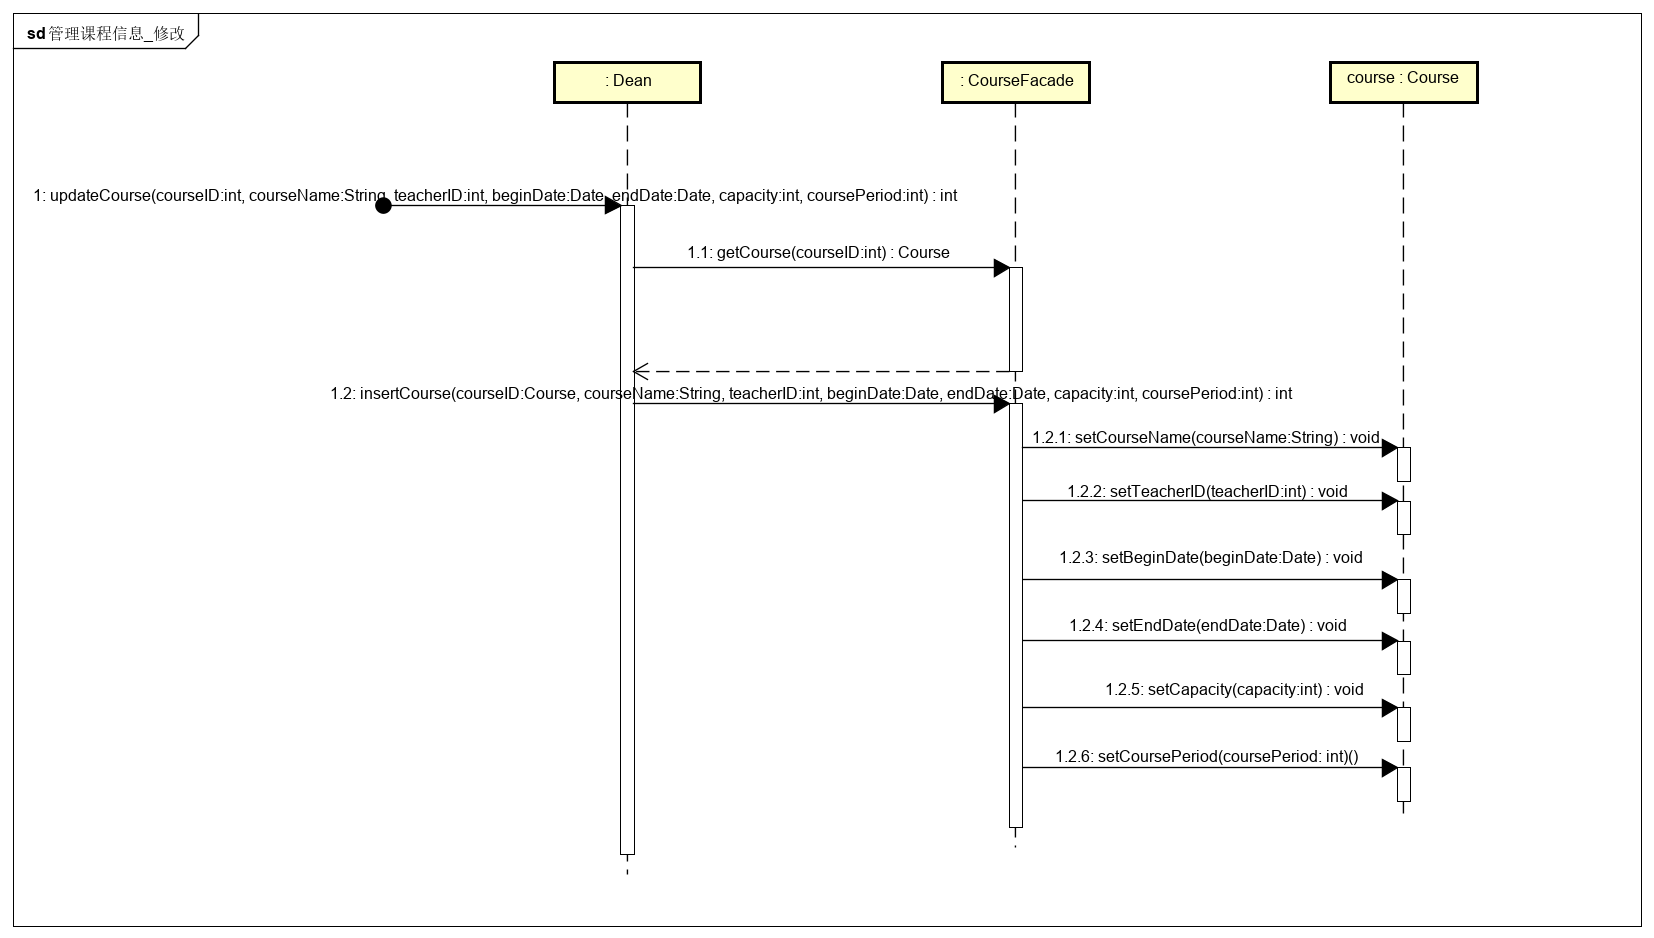 sd 管理课程信息_修改
: Dean
: CourseFacade
course : Course
1: updateCourse(courseID:int, courseName:String, teacherID:int, beginDate:Date, endDate:Date, capacity:int, coursePeriod:int) : int
1.1: getCourse(courseID:int) : Course
1.2: insertCourse(courseID:Course, courseName:String, teacherID:int, beginDate:Date, endDate:Date, capacity:int, coursePeriod:int) : int
1.2.1: setCourseName(courseName:String) : void
1.2.2: setTeacherID(teacherID:int) : void
1.2.3: setBeginDate(beginDate:Date) : void
1.2.4: setEndDate(endDate:Date) : void
1.2.5: setCapacity(capacity:int) : void
1.2.6: setCoursePeriod(coursePeriod: int)()